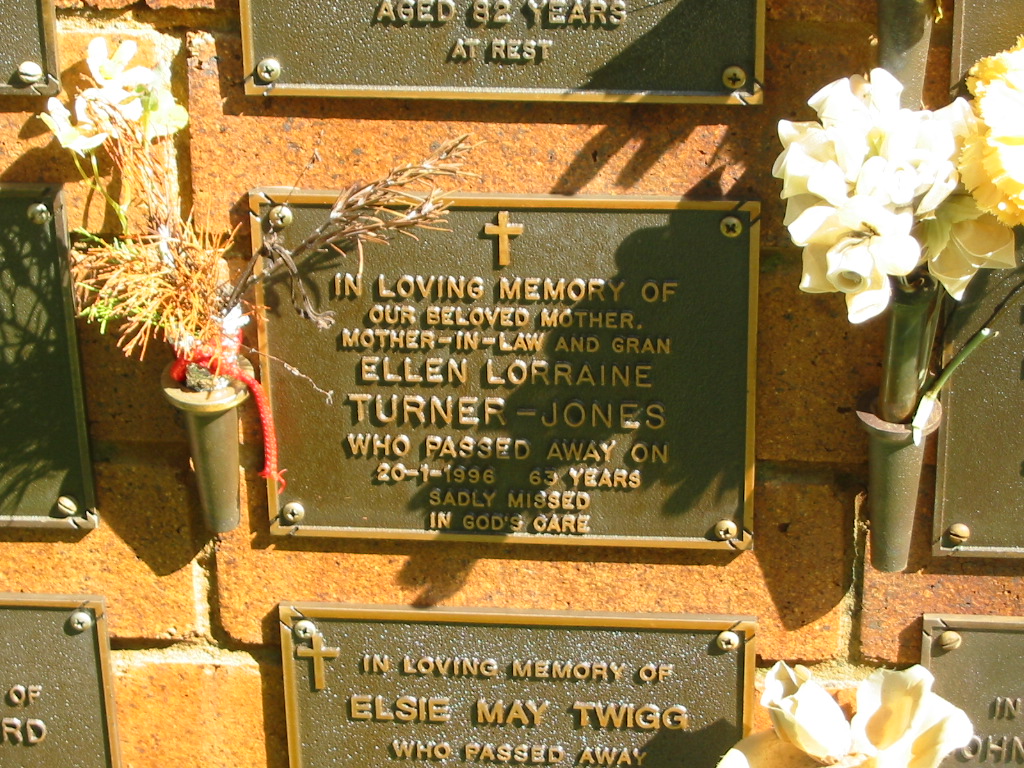 AGED 82 YEARS
AT REST
IN LOVING MEMORY OF
OUR BELOVED MOTHER,
MOTHER-IN-LAW AND GRAN
ELLEN LORRAINE
TURNER-JONES
WHO PASSED AWAY ON
20-1-1996 63 YEARS
SADLY MISSED
IN GOD'S CARE
IN LOVING MEMORY OF
ELSIE MAY TWIGG
WHO PASSED AWAY
OF
RD
IN
OHN